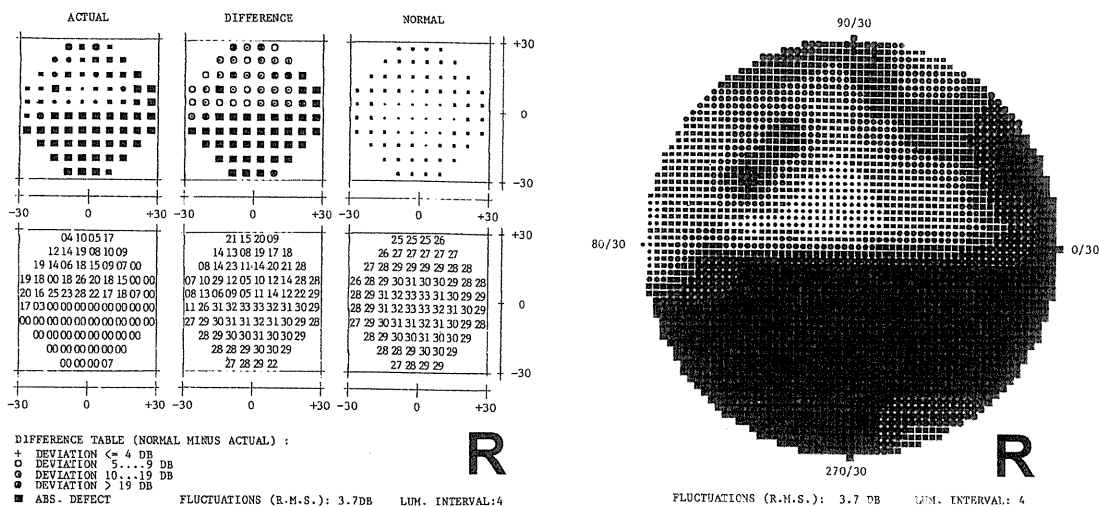 ACTUAL DIFFERENCE NORMAL
+30
0
-30
-30 0 +30 -30 0 +30 -30 0 +30
04 10 05 17
12 14 19 08 10 09
19 14 06 18 15 09 07 00
19 18 00 18 26 20 18 15 00 00
20 16 25 23 28 22 17 18 07 00
17 03 00 00 00 00 00 00 00 00
00 00 00 00 00 00 00 00 00 00
00 00 00 00 00 00 00 00
00 00 00 00 00 00
00 00 00 07
21 15 20 09
14 13 08 19 17 18
08 14 23 11 14 20 21 28
07 10 29 12 05 10 12 14 28 28
08 13 06 09 05 11 14 12 22 29
11 26 31 32 33 33 32 31 30 29
27 29 30 31 31 32 31 30 29 28
28 29 30 30 31 30 30 29
28 28 29 30 30 29
27 28 29 22
25 25 25 26
26 27 27 27 27 27
27 28 29 29 29 29 28 28
26 28 29 30 31 30 30 29 29 28
28 29 31 32 33 33 31 30 29 29
28 29 31 32 33 33 32 31 30 29
27 29 30 31 31 32 31 30 29 28
28 29 30 30 31 30 30 29
28 28 29 30 30 29
27 28 29 29
+30
0
-30
-30 0 +30 -30 0 +30 -30 0 +30
DIFFERENCE TABLE (NORMAL MINUS ACTUAL) :
+ DEVIATION <= 4 DB
DEVIATION 5....9 DB
DEVIATION 10...19 DB
DEVIATION > 19 DB
ABS. DEFECT
FLUCTUATIONS (R.M.S.): 3.7DB LUM. INTERVAL:4
R
90/30
80/30
0/30
270/30
R
FLUCTUATIONS (R.M.S.): 3.7 DB LUM. INTERVAL: 4